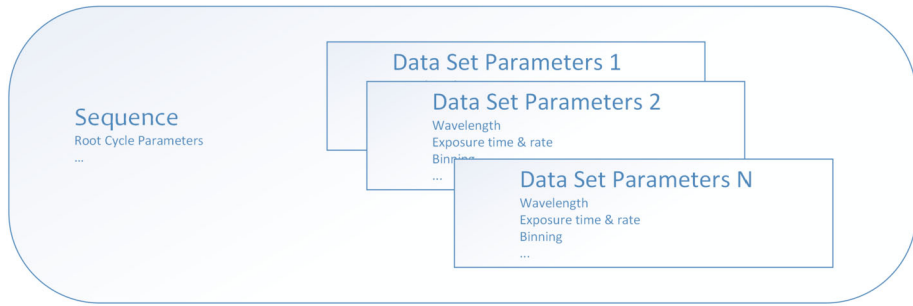 Sequence
Root Cycle Parameters
...
Data Set Parameters 1
Data Set Parameters 2
Wavelength
Exposure time & rate
Binning
...
Data Set Parameters N
Wavelength
Exposure time & rate
Binning
...